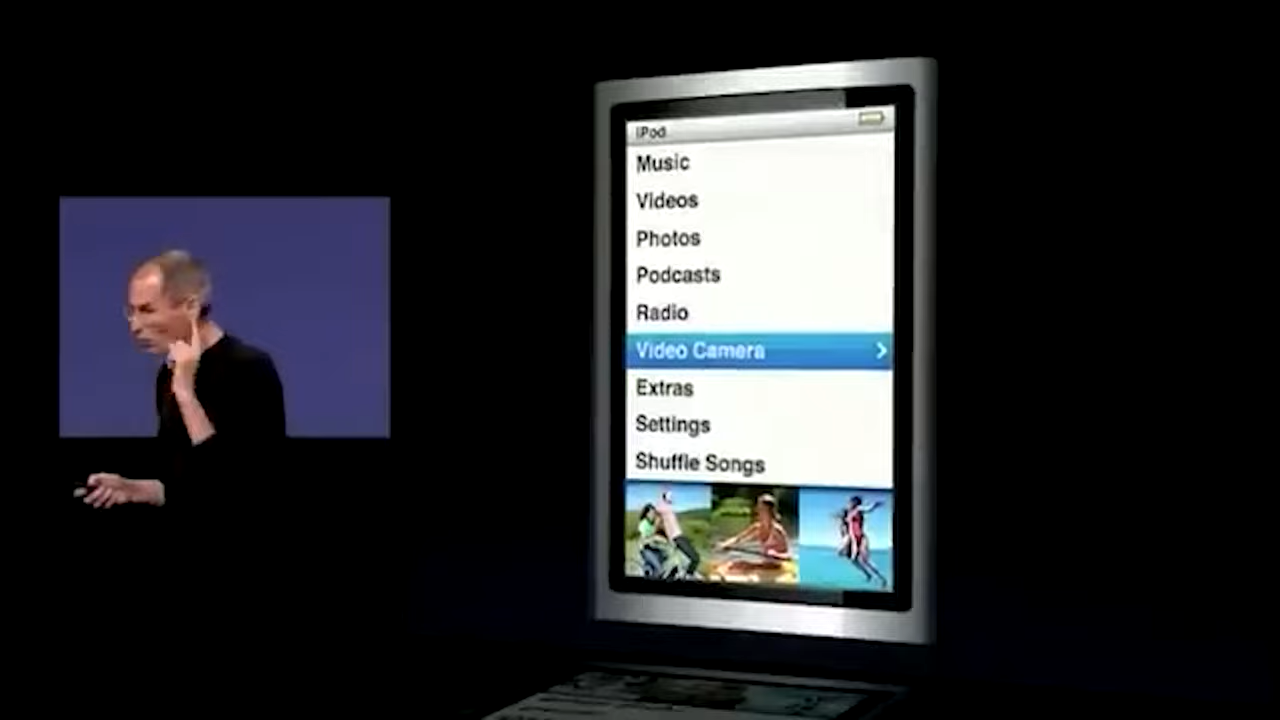 iPod
Music
Videos
Photos
Podcasts
Radio
Video Camera
Extras
Settings
Shuffle Songs